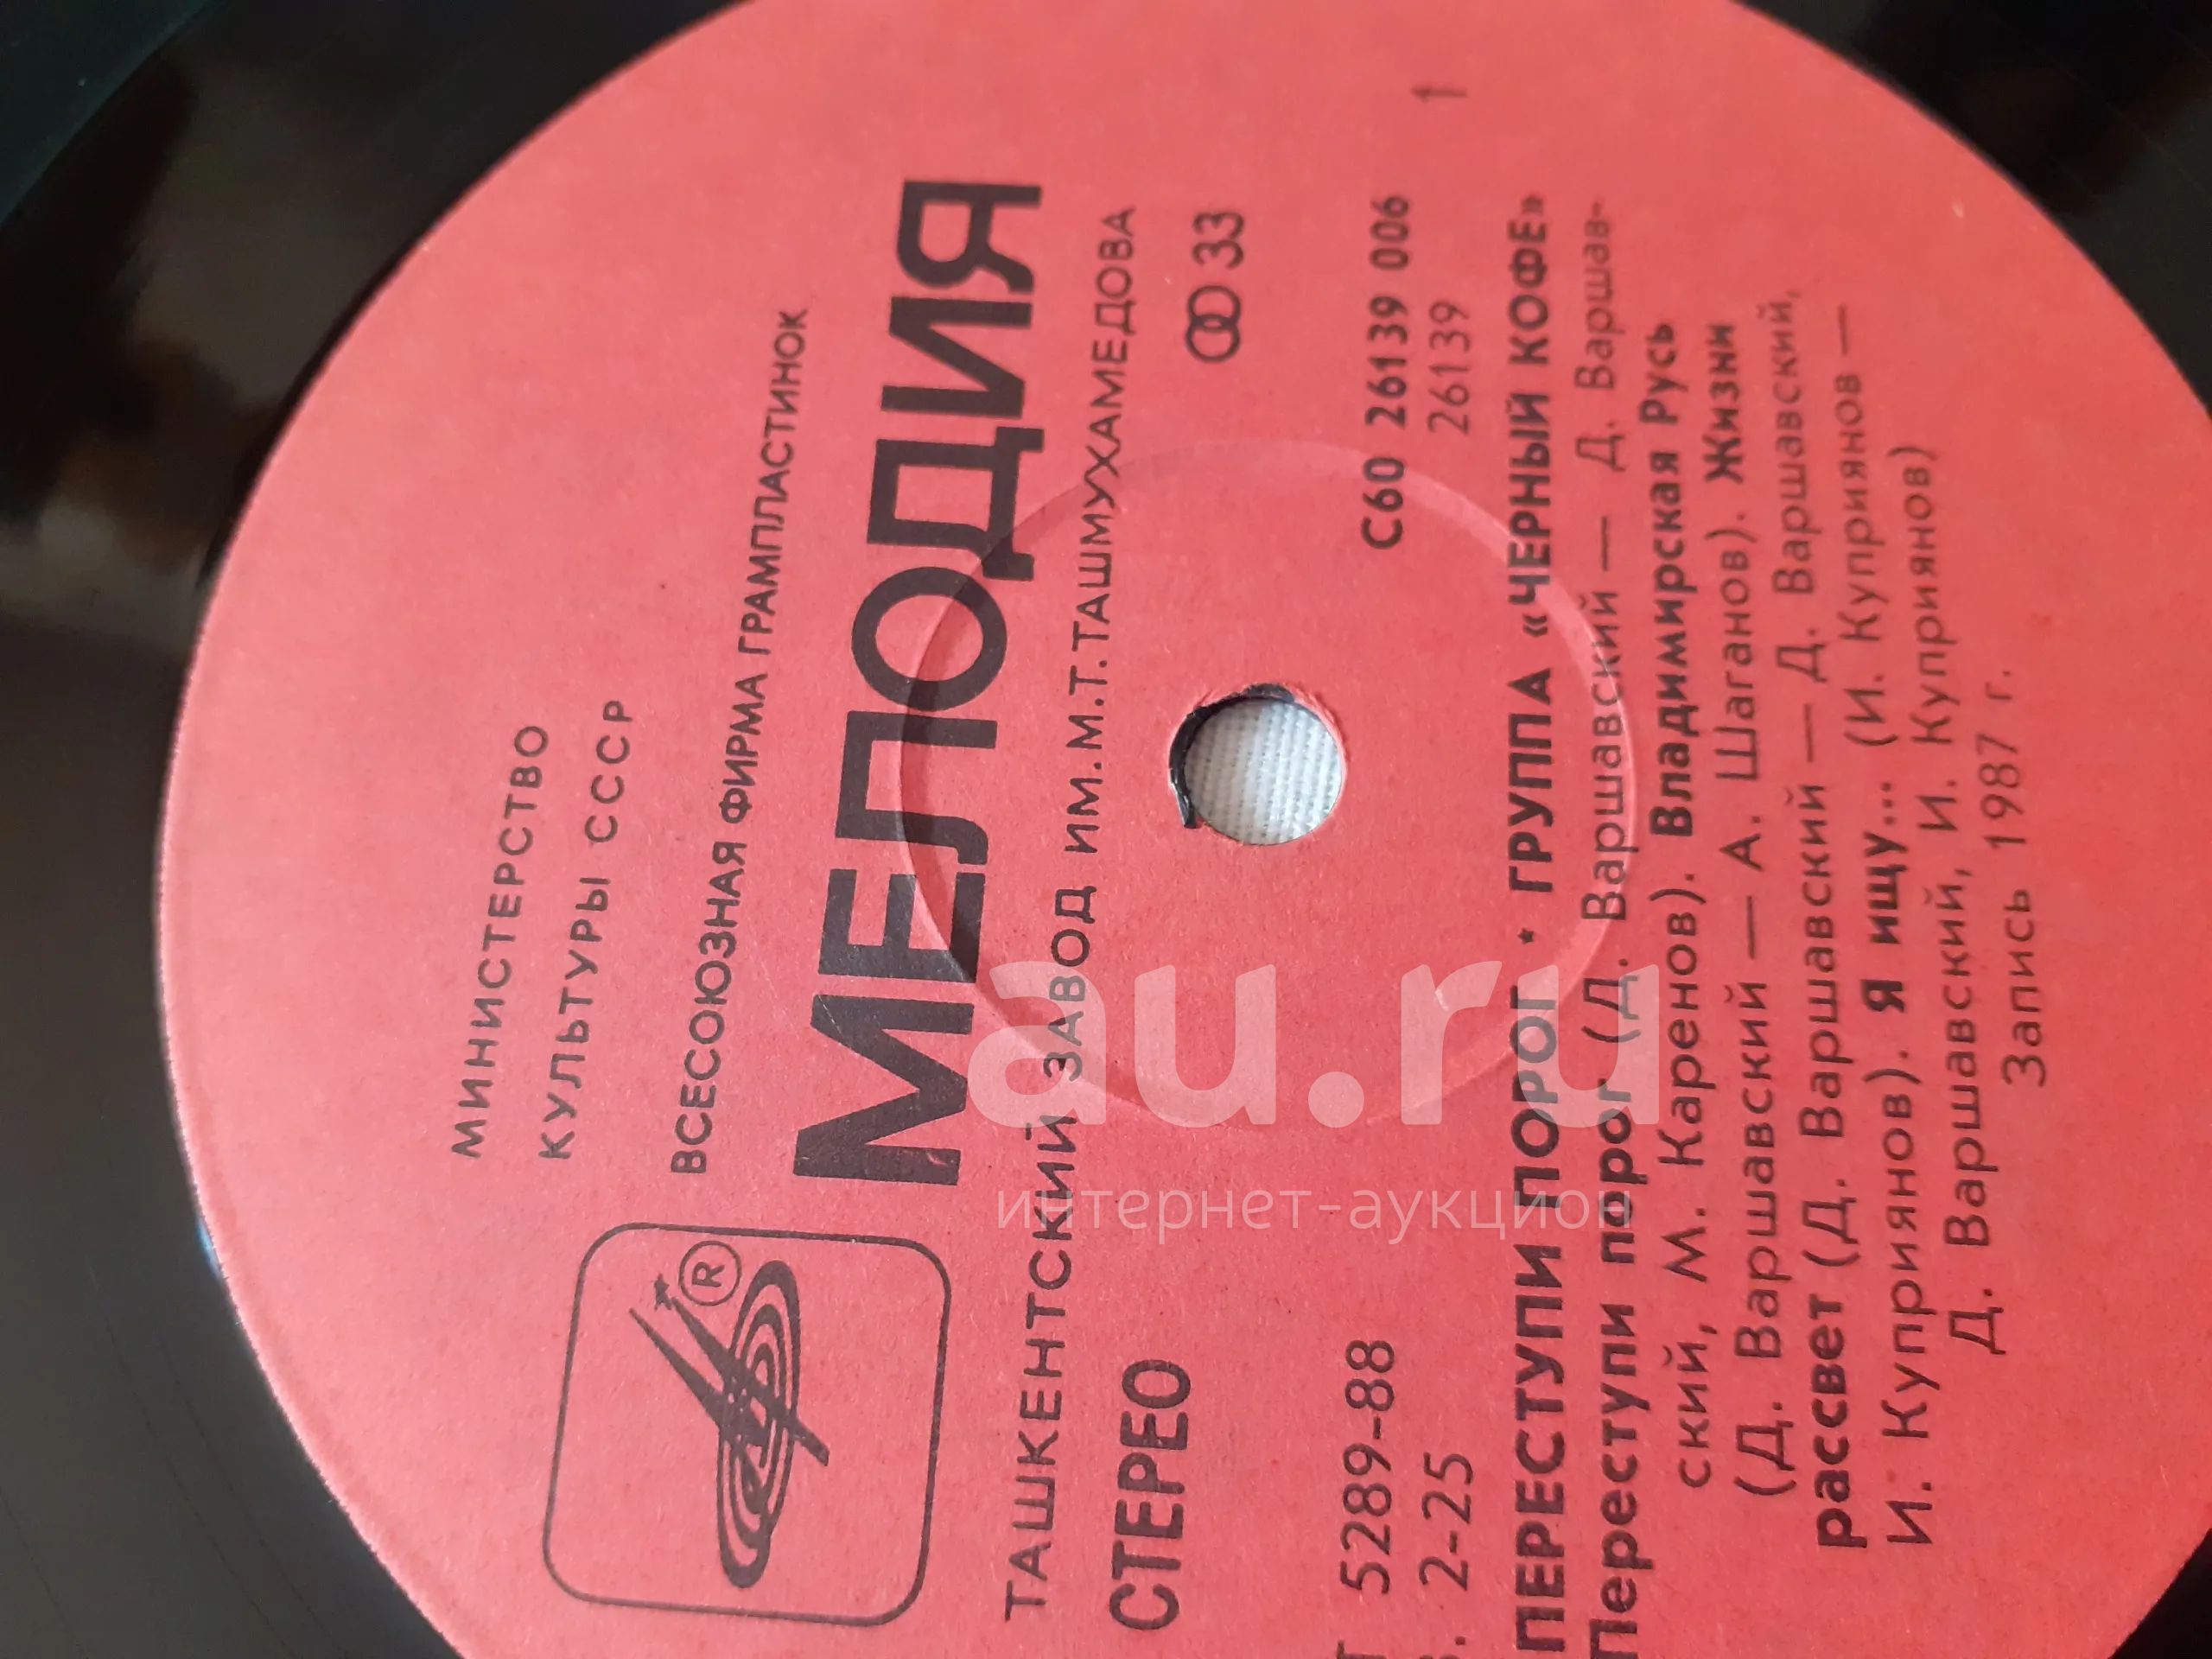 МИНИСТЕРСТВО
КУЛЬТУРЫ СССР
ВСЕСОЮЗНАЯ ФИРМА ГРАМПЛАСТИНОК
®
МЕЛОДИЯ
ТАШКЕНТСКИЙ ЗАВОД ИМ.М.Т.ТАШМУХАМЕДОВА
СТЕРЕО 33
5289-88 С60 26139 006
2-25 26139 1
ПЕРЕСТУПИ ПОРОГ * ГРУППА «ЧЕРНЫЙ КОФЕ»
Переступи порог (Д. Варшавский — Д. Варшав-
ский, М. Каренов). Владимирская Русь
(Д. Варшавский — А. Шаганов). Жизни
рассвет (Д. Варшавский — Д. Варшавский,
И. Куприянов). Я ищу... (И. Куприянов —
Д. Варшавский, И. Куприянов)
Запись 1987 г.
au.ru
интернет-аукцион